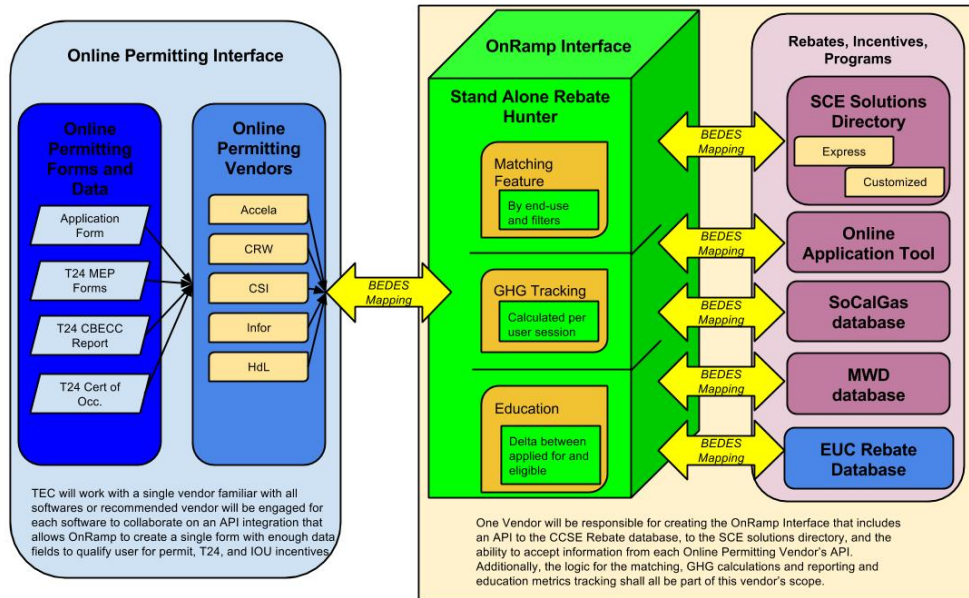 Online Permitting Interface
Online
Permitting
Forms and
Data
Application
Form
T24 MEP
Forms
T24 CBECC
Report
T24 Cert of
Occ.
Online
Permitting
Vendors
Accela
CRW
CSI
Infor
HdL
TEC will work with a single vendor familiar with all
softwares or recommended vendor will be engaged for
each software to collaborate on an API integration that
allows OnRamp to create a single form with enough data
fields to qualify user for permit, T24, and IOU incentives.
BEDES
Mapping
OnRamp Interface
Stand Alone Rebate
Hunter
Matching
Feature
By end-use
and filters
GHG Tracking
Calculated per
user session
Education
Delta between
applied for and
eligible
BEDES
Mapping
BEDES
Mapping
BEDES
Mapping
BEDES
Mapping
BEDES
Mapping
Rebates, Incentives,
Programs
SCE Solutions
Directory
Express
Customized
Online
Application Tool
SoCalGas
database
MWD
database
EUC Rebate
Database
One Vendor will be responsible for creating the OnRamp Interface that includes
an API to the CCSE Rebate database, to the SCE solutions directory, and the
ability to accept information from each Online Permitting Vendor's API.
Additionally, the logic for the matching, GHG calculations and reporting and
education metrics tracking shall all be part of this vendor's scope.